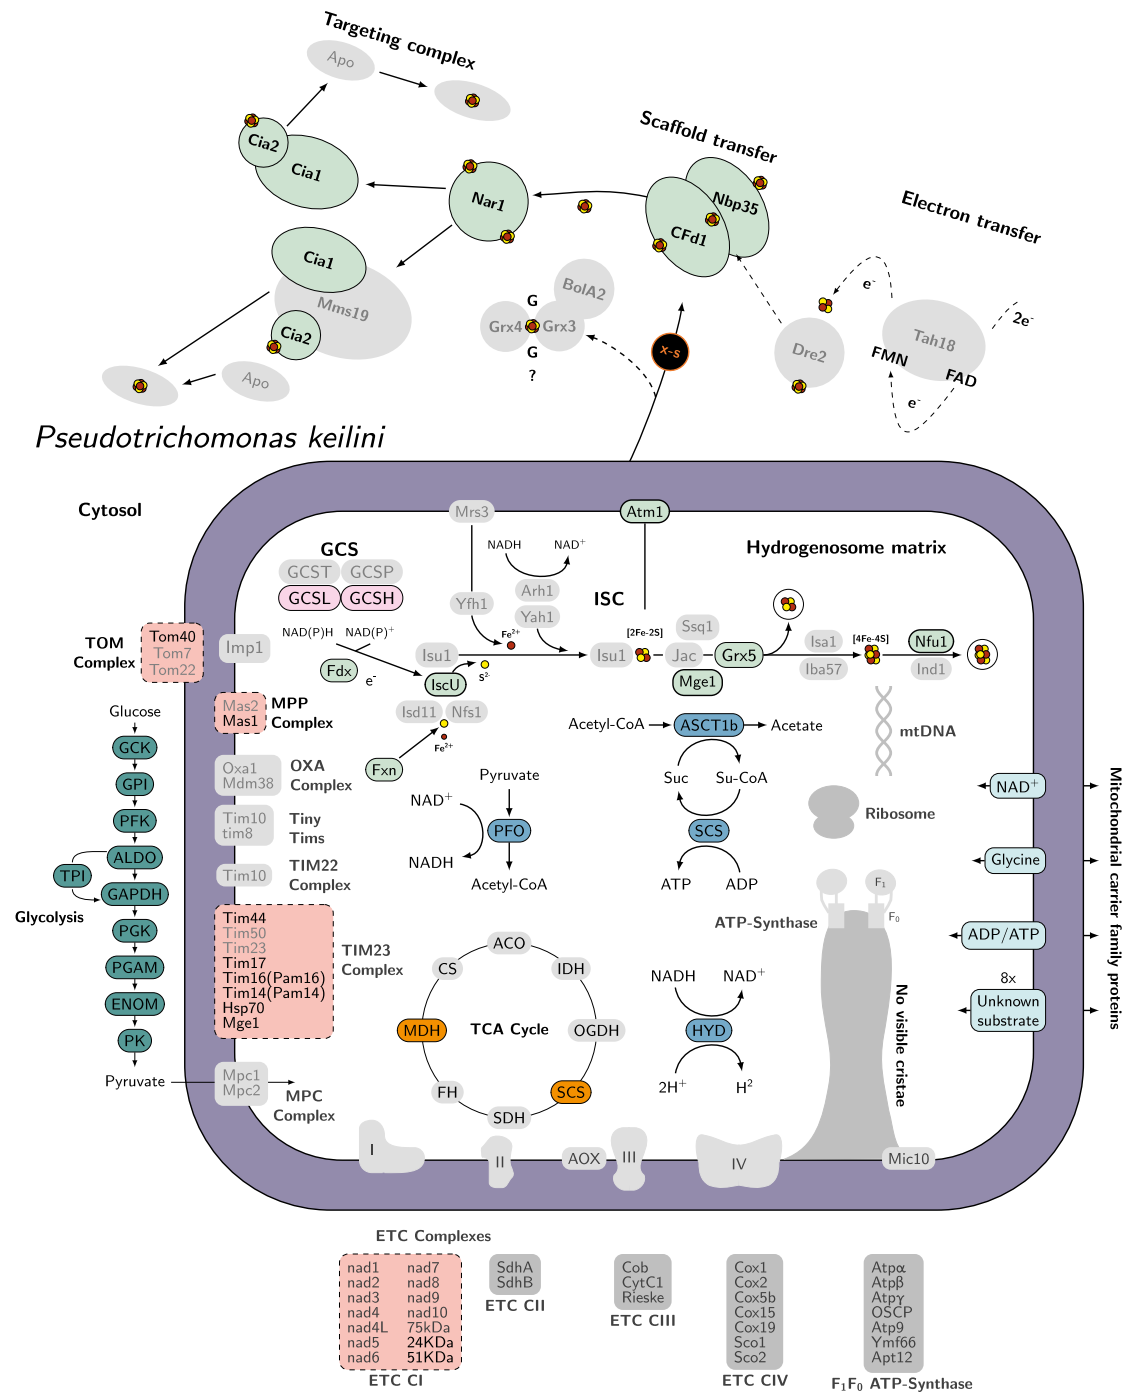 Targeting complex
Apo
Cia2
Cia1
Nar1
Scaffold transfer
Nbp35
CFd1
Electron transfer
Cia1
Mms19
Cia2
Apo
BolA2
G
Grx4
Grx3
G
?
x-s
e-
2e-
Dre2
Tah18
FMN
FAD
e-
Pseudotrichomonas keilini
Cytosol
Mrs3
Atm1
GCS
GCST
GCSP
GCSL
GCSH
NADH
NAD+
Hydrogenosome matrix
Yfh1
Arh1
Yah1
ISC
TOM
Complex
Tom40
Tom7
Tom22
Imp1
NAD(P)H
NAD(P)+
Fdx
e-
Isu1
Fe2+
S2-
IscU
Isd11
Nfs1
Fe2+
Fxn
Isu1
[2Fe-2S]
Ssq1
Jac
Mge1
Grx5
Isa1
Iba57
[4Fe-4S]
Nfu1
Ind1
Mas2
Mas1
MPP
Complex
Glucose
GCK
GPI
PFK
ALDO
TPI
GAPDH
Glycolysis
PGK
PGAM
ENOM
PK
Pyruvate
Oxa1
Mdm38
OXA
Complex
Tim10
tim8
Tiny
Tims
Tim10
TIM22
Complex
Tim44
Tim50
Tim23
Tim17
Tim16(Pam16)
Tim14(Pam14)
Hsp70
Mge1
TIM23
Complex
Mpc1
Mpc2
MPC
Complex
Pyruvate
NAD+
PFO
NADH
Acetyl-CoA
Acetyl-CoA
ASCT1b
Acetate
Suc
Su-CoA
SCS
ATP
ADP
mtDNA
Ribosome
NAD+
Glycine
ADP/ATP
8x
Unknown
substrate
Mitochondrial carrier family proteins
F1
F0
ATP-Synthase
No visible cristae
ACO
CS
IDH
MDH
TCA Cycle
OGDH
FH
SCS
SDH
NADH
NAD+
HYD
2H+
H2
I
II
AOX
III
IV
Mic10
ETC Complexes
nad1 nad7
nad2 nad8
nad3 nad9
nad4 nad10
nad4L 75kDa
nad5 24KDa
nad6 51KDa
ETC CI
SdhA
SdhB
ETC CII
Cob
CytC1
Rieske
ETC CIII
Cox1
Cox2
Cox5b
Cox15
Cox19
Sco1
Sco2
ETC CIV
Atpα
Atpβ
Atpγ
OSCP
Atp9
Ymf66
Apt12
F1F0 ATP-Synthase